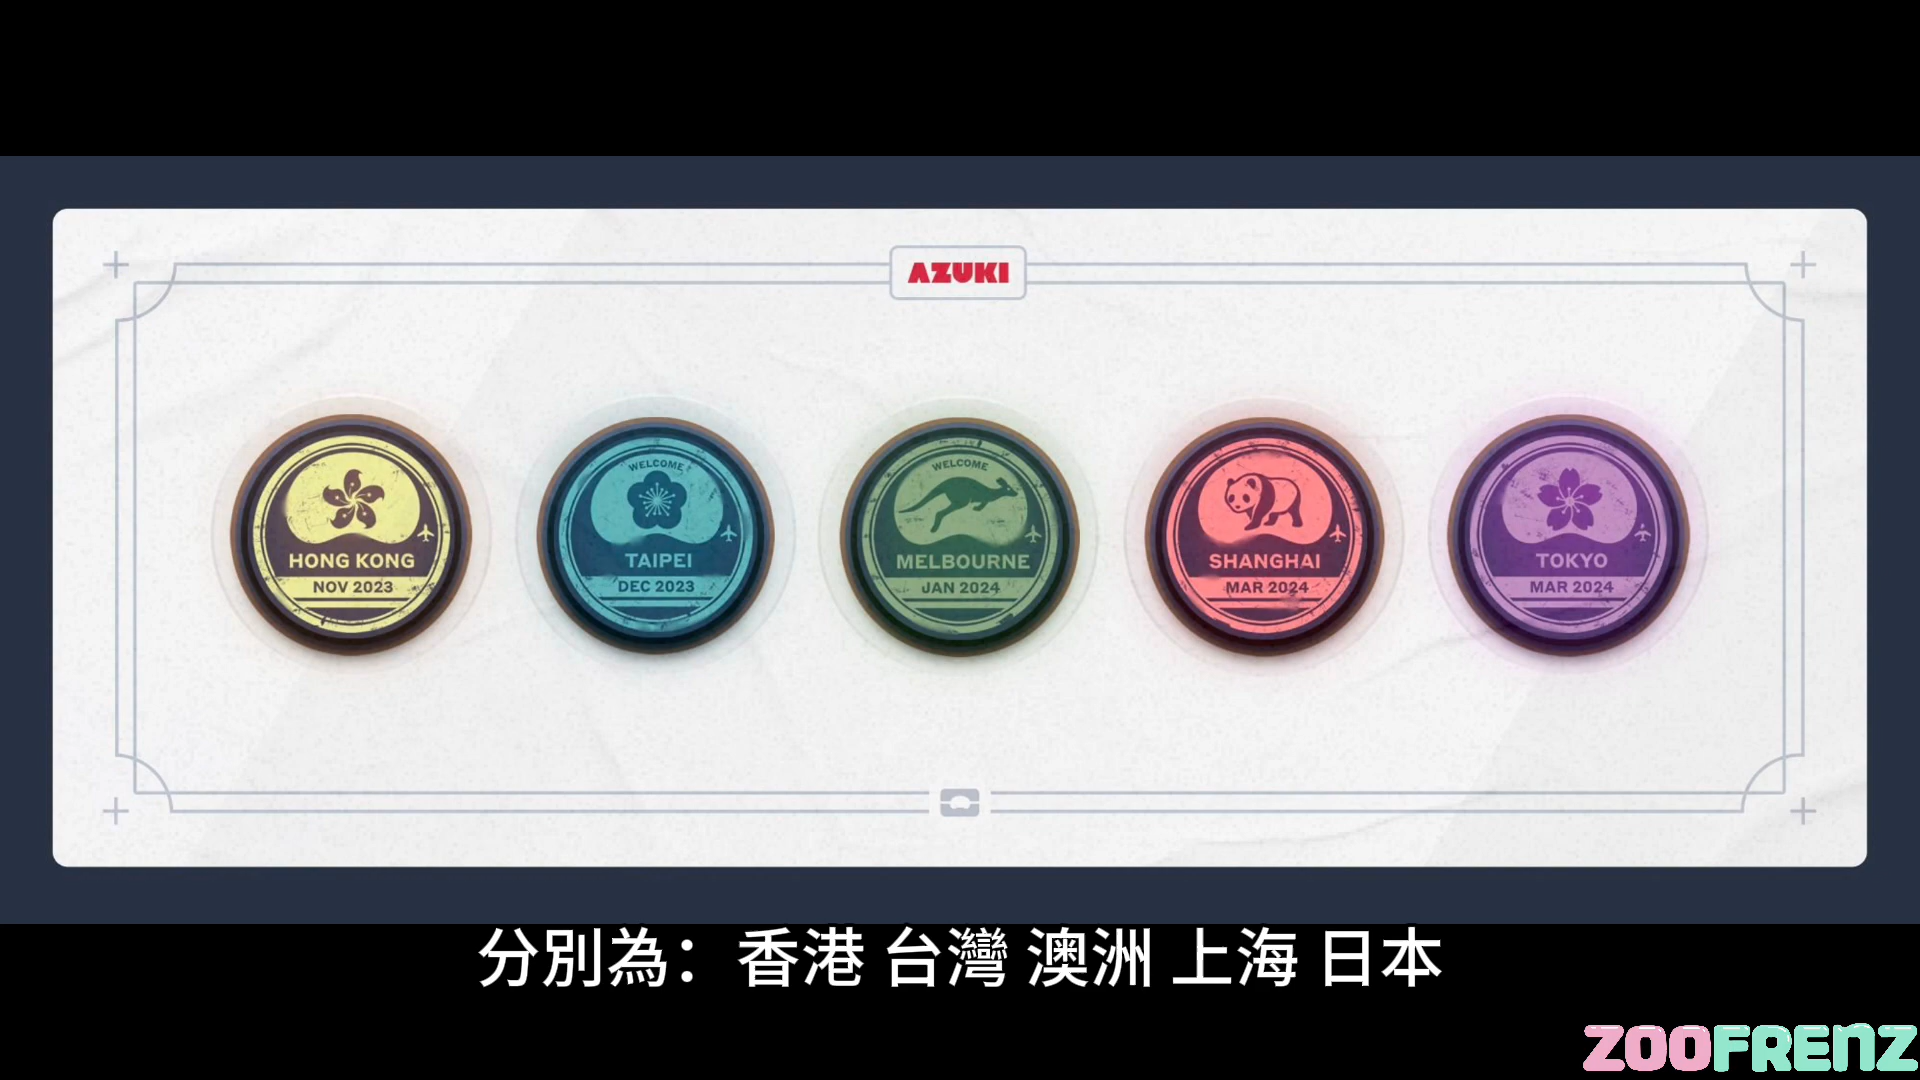 AZUKI
WELCOME
WELCOME
HONG KONG
TAIPEI
MELBOURNE
SHANGHAI
TOKYO
NOV 2023
DEC 2023
JAN 2024
MAR 2024
MAR 2024
分別為：香港 台灣 澳洲 上海 日本
ZOOFRENZ